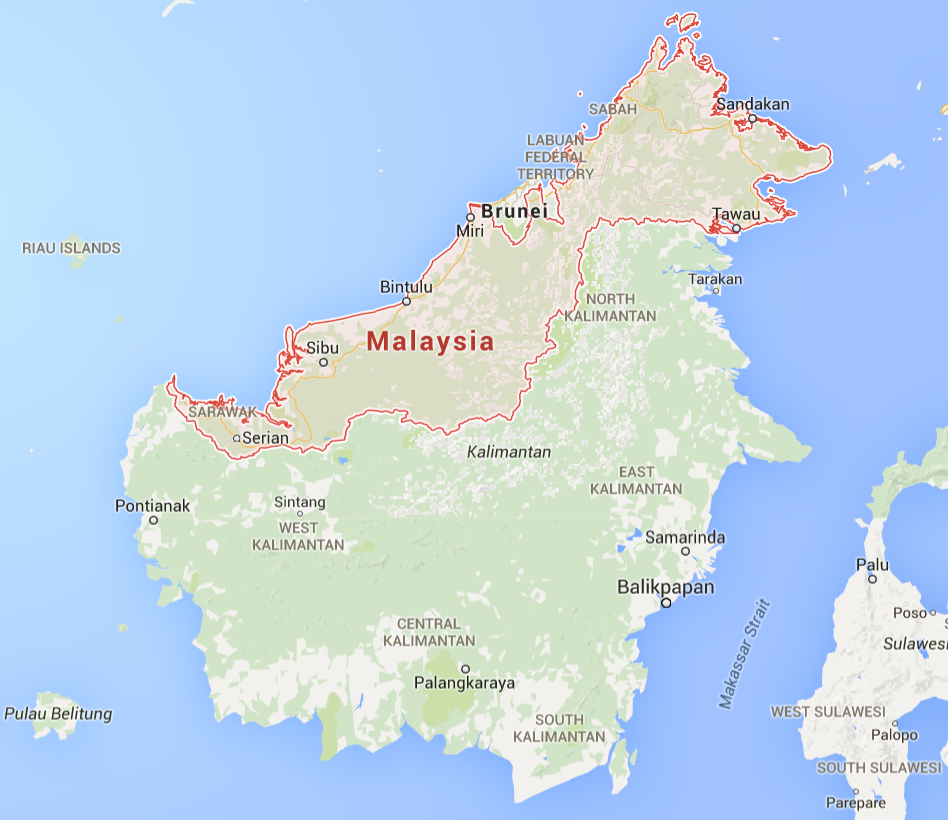 Sandakan
SABAH
LABUAN
FEDERAL
TERRITORY
Brunei
Miri
Tawau
RIAU ISLANDS
Tarakan
Bintulu
NORTH
KALIMANTAN
Malaysia
Sibu
SARAWAK
Serian
Kalimantan
EAST
KALIMANTAN
Pontianak
Sintang
WEST
KALIMANTAN
Samarinda
Palu
Balikpapan
Makassar Strait
Poso
S
CENTRAL
KALIMANTAN
Sulawesi
Palangkaraya
Pulau Belitung
WEST SULAWESI
SOUTH
KALIMANTAN
Palopo
SOUTH SULAWESI
Parepare